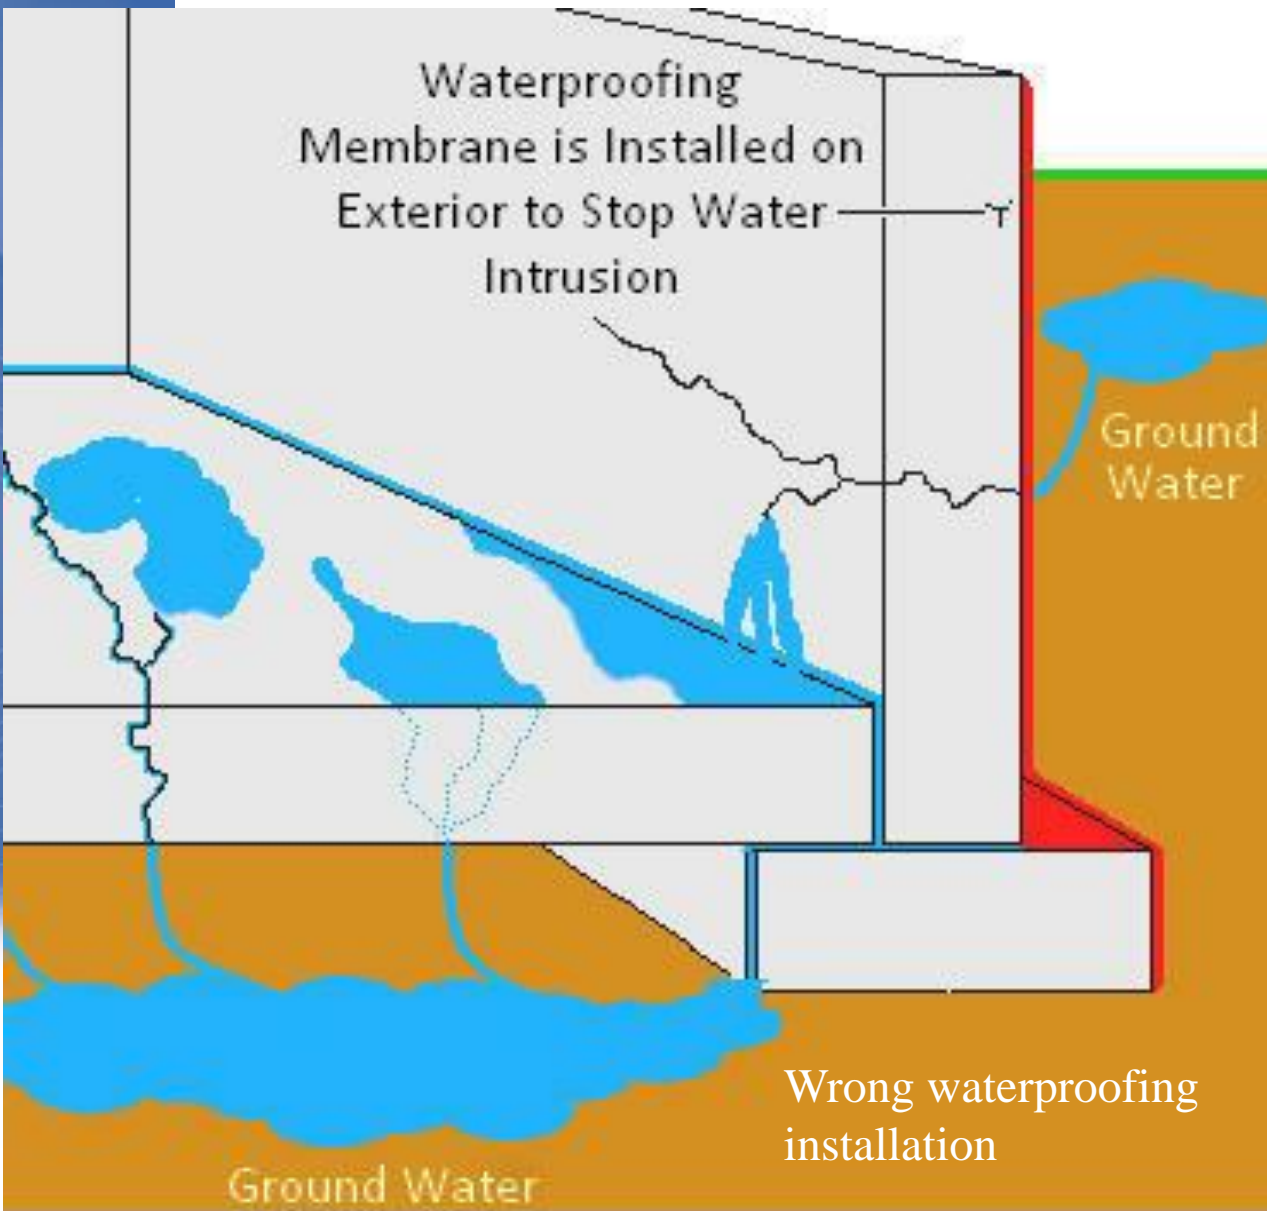 Waterproofing
Membrane is Installed on
Exterior to Stop Water
Intrusion
Ground
Water
Wrong waterproofing
installation
Ground Water